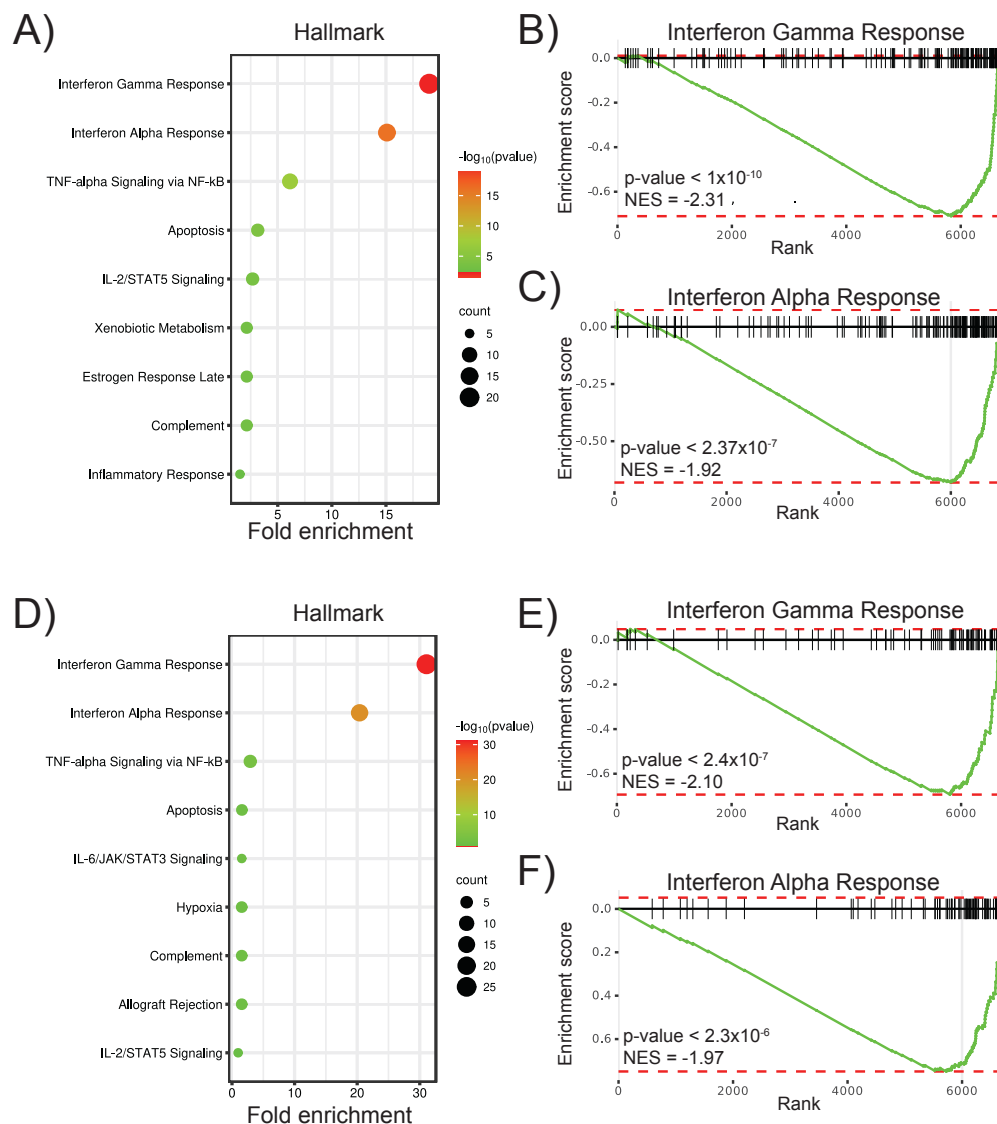 A)
Hallmark
Interferon Gamma Response
Interferon Alpha Response
TNF-alpha Signaling via NF-kB
Apoptosis
IL-2/STAT5 Signaling
Xenobiotic Metabolism
Estrogen Response Late
Complement
Inflammatory Response
5
10
15
Fold enrichment
-log10(pvalue)
15
10
5
count
5
10
15
20
B)
Interferon Gamma Response
Enrichment score
0.0
-0.2
-0.4
-0.6
p-value < 1x10-10
NES = -2.31
0
2000
4000
6000
Rank
C)
Interferon Alpha Response
Enrichment score
0.00
-0.25
-0.50
p-value < 2.37x10-7
NES = -1.92
0
2000
4000
6000
Rank
D)
Hallmark
Interferon Gamma Response
Interferon Alpha Response
TNF-alpha Signaling via NF-kB
Apoptosis
IL-6/JAK/STAT3 Signaling
Hypoxia
Complement
Allograft Rejection
IL-2/STAT5 Signaling
0
10
20
30
Fold enrichment
-log10(pvalue)
30
20
10
count
5
10
15
20
25
E)
Interferon Gamma Response
Enrichment score
0.0
-0.2
-0.4
-0.6
p-value < 2.4x10-7
NES = -2.10
0
2000
4000
6000
Rank
F)
Interferon Alpha Response
Enrichment score
0.0
0.2
0.4
0.6
p-value < 2.3x10-6
NES = -1.97
0
2000
4000
6000
Rank